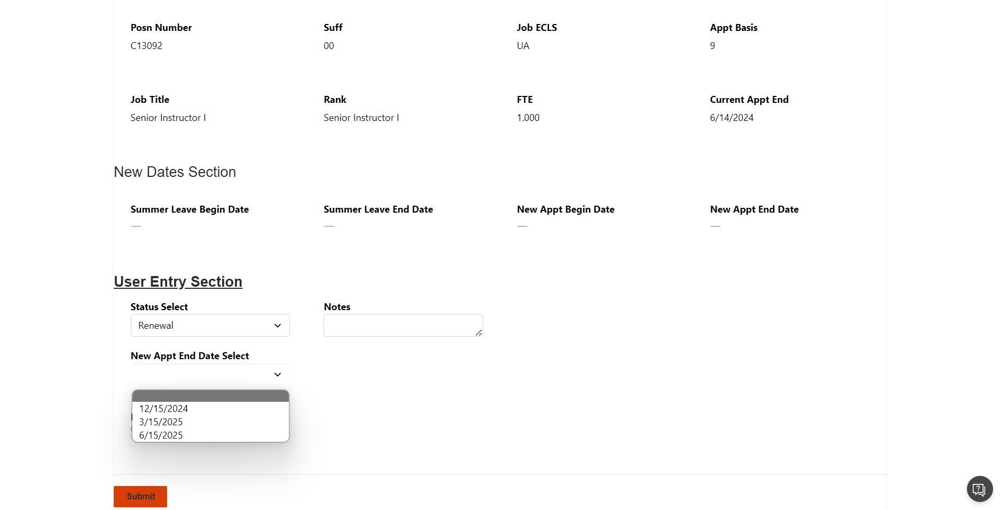 Posn Number Suff Job ECLS Appt Basis
C13092 00 UA 9
Job Title Rank FTE Current Appt End
Senior Instructor I Senior Instructor I 1.000 6/14/2024
New Dates Section
Summer Leave Begin Date Summer Leave End Date New Appt Begin Date New Appt End Date
— — — —
User Entry Section
Status Select Notes
Renewal
New Appt End Date Select
12/15/2024
3/15/2025
6/15/2025
Submit